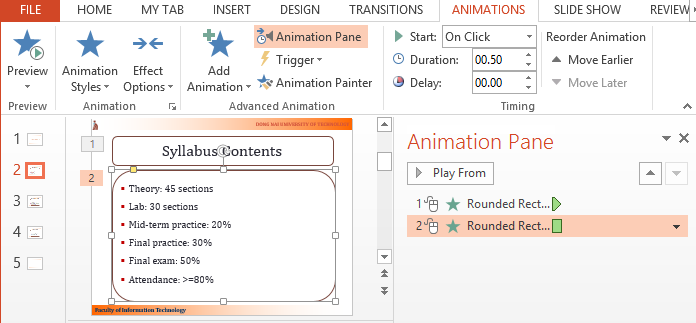 FILE HOME MY TAB INSERT DESIGN TRANSITIONS ANIMATIONS SLIDE SHOW REVIEW
Preview
Animation Styles
Effect Options
Add Animation
Animation Pane
Trigger
Animation Painter
Start: On Click
Duration: 00.50
Delay: 00.00
Reorder Animation
Move Earlier
Move Later
Preview Animation Advanced Animation Timing
1
2
3
4
5
DONG NAI UNIVERSITY OF TECHNOLOGY
1
Syllabus Contents
2
Theory: 45 sections
Lab: 30 sections
Mid-term practice: 20%
Final practice: 30%
Final exam: 50%
Attendance: >=80%
Faculty of Information Technology
Animation Pane
Play From
1 Rounded Rect...
2 Rounded Rect...